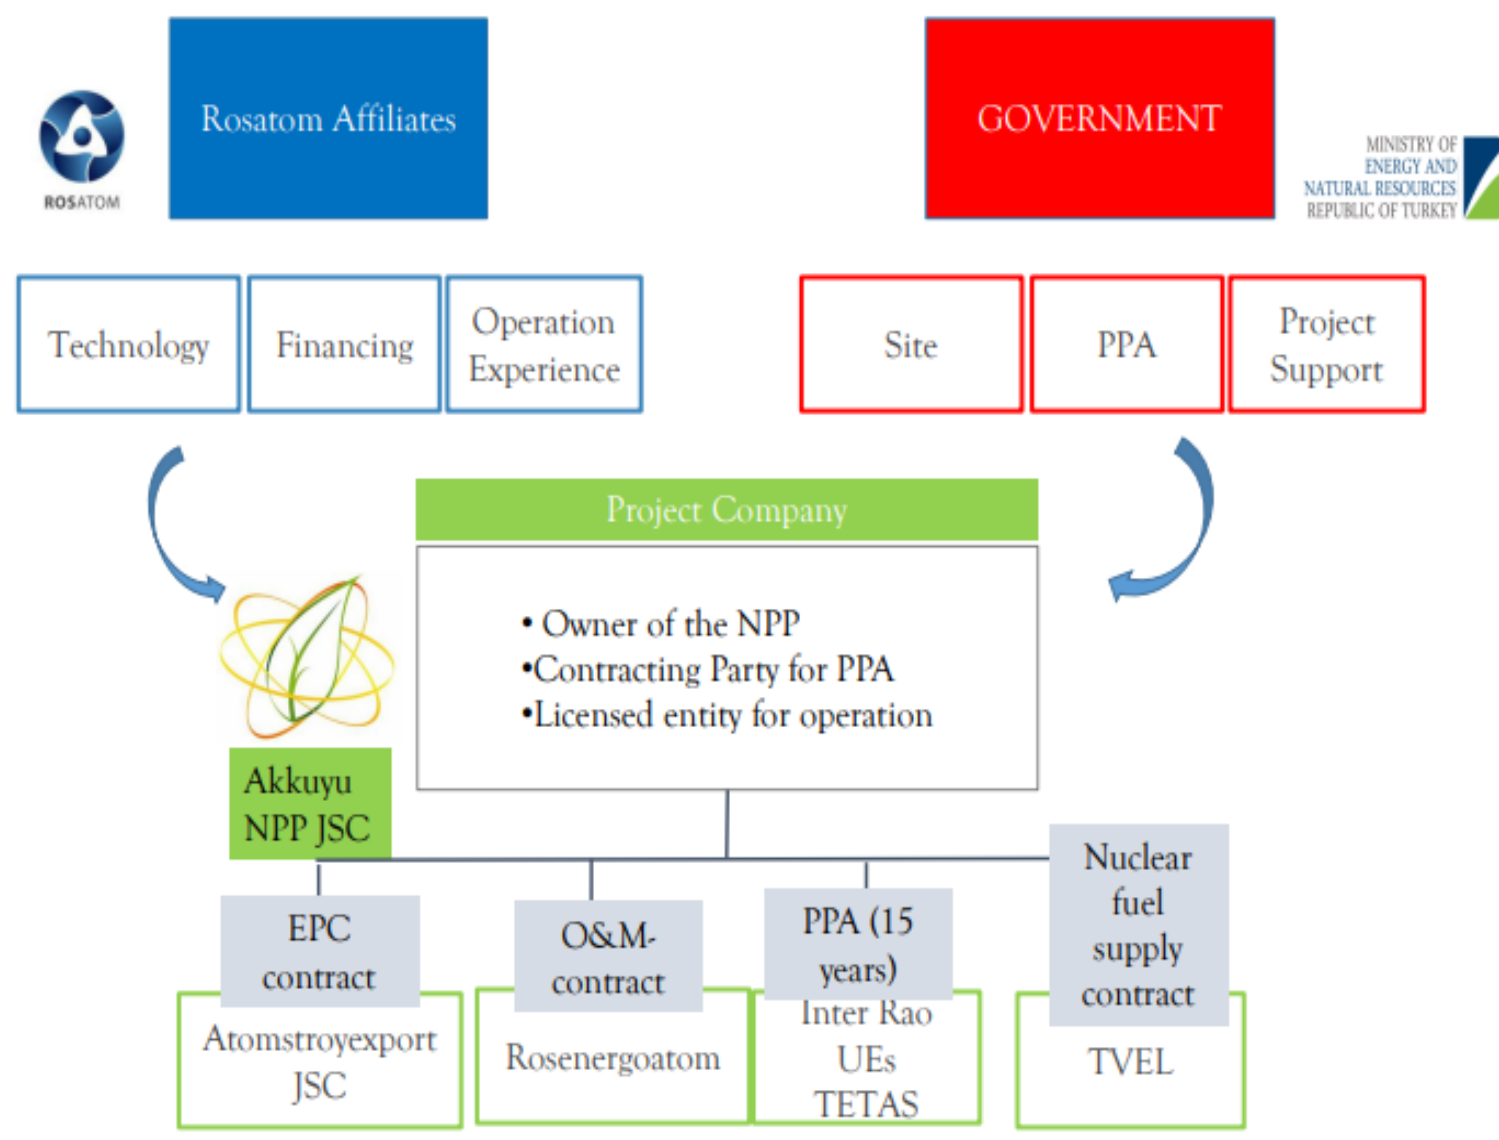 Rosatom Affiliates
GOVERNMENT
ROSATOM
MINISTRY OF
ENERGY AND
NATURAL RESOURCES
REPUBLIC OF TURKEY
Technology
Financing
Operation
Experience
Site
PPA
Project
Support
Project Company
• Owner of the NPP
•Contracting Party for PPA
•Licensed entity for operation
Akkuyu
NPP JSC
EPC
contract
Atomstroyexport
JSC
O&M-
contract
Rosenergoatom
PPA (15
years)
Inter Rao
UEs
TETAS
Nuclear
fuel
supply
contract
TVEL